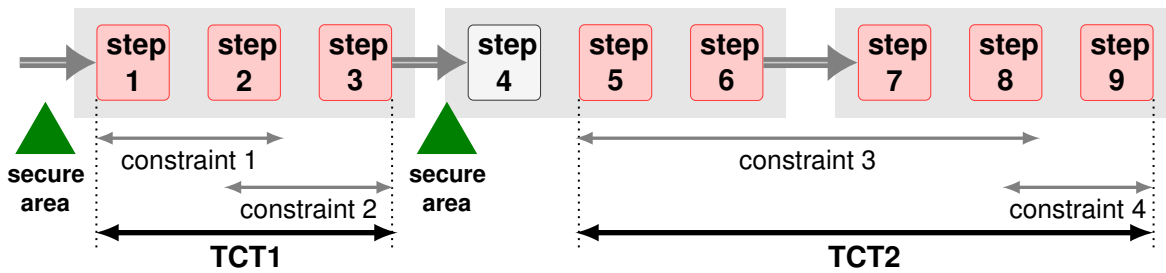 step step step step step step step step step
1 2 3 4 5 6 7 8 9
constraint 1
constraint 3
secure
area
secure
area
constraint 2
constraint 4
TCT1
TCT2